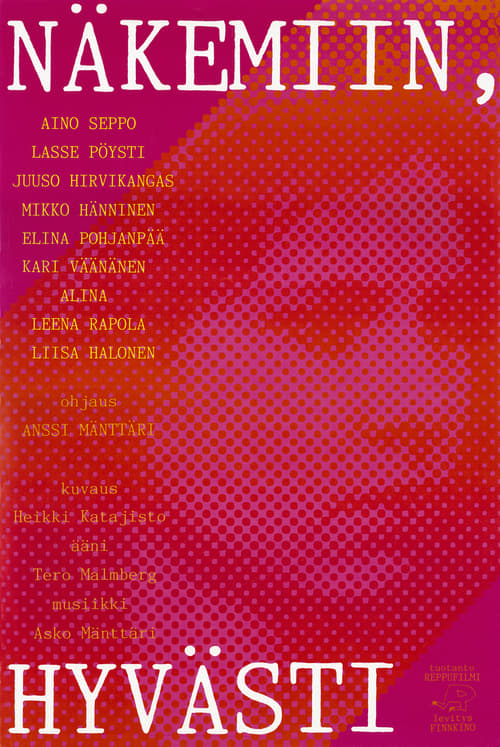 NÄKEMIIN,
AINO SEPPO
LASSE PÖYSTI
JUUSO HIRVIKANGAS
MIKKO HÄNNINEN
ELINA POHJANPÄÄ
KARI VÄÄNÄNEN
ALINA
LEENA RAPOLA
LIISA HALONEN
ohjaus
ANSSI MÄNTTÄRI
kuvaus
Heikki Katajisto
ääni
Tero Malmberg
musiikki
Asko Mänttäri
HYVÄSTI
tuotanto
REPPUFILMI
levitys
FINNKINO